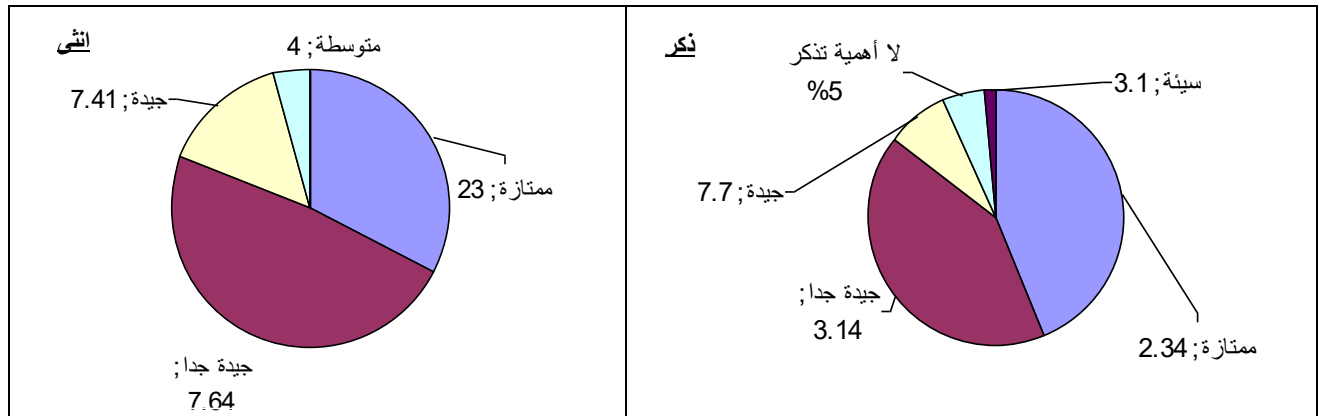 ذكر
لا أهمية تذكر
%5
سيئة; 3.1
جيدة; 7.7
جيدة جدا;
3.14
ممتازة; 2.34
انثى
متوسطة; 4
جيدة; 7.41
ممتازة; 23
جيدة جدا;
7.64